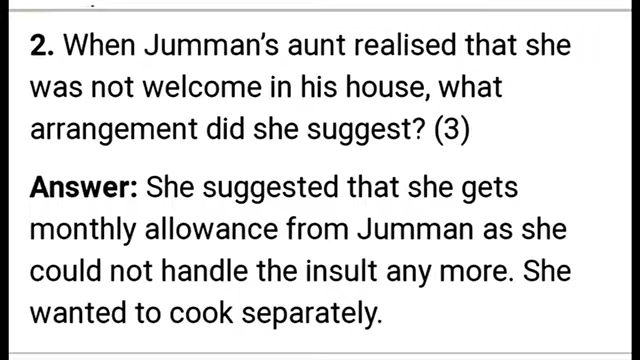 2. When Jumman's aunt realised that she
was not welcome in his house, what
arrangement did she suggest? (3)
Answer: She suggested that she gets
monthly allowance from Jumman as she
could not handle the insult any more. She
wanted to cook separately.